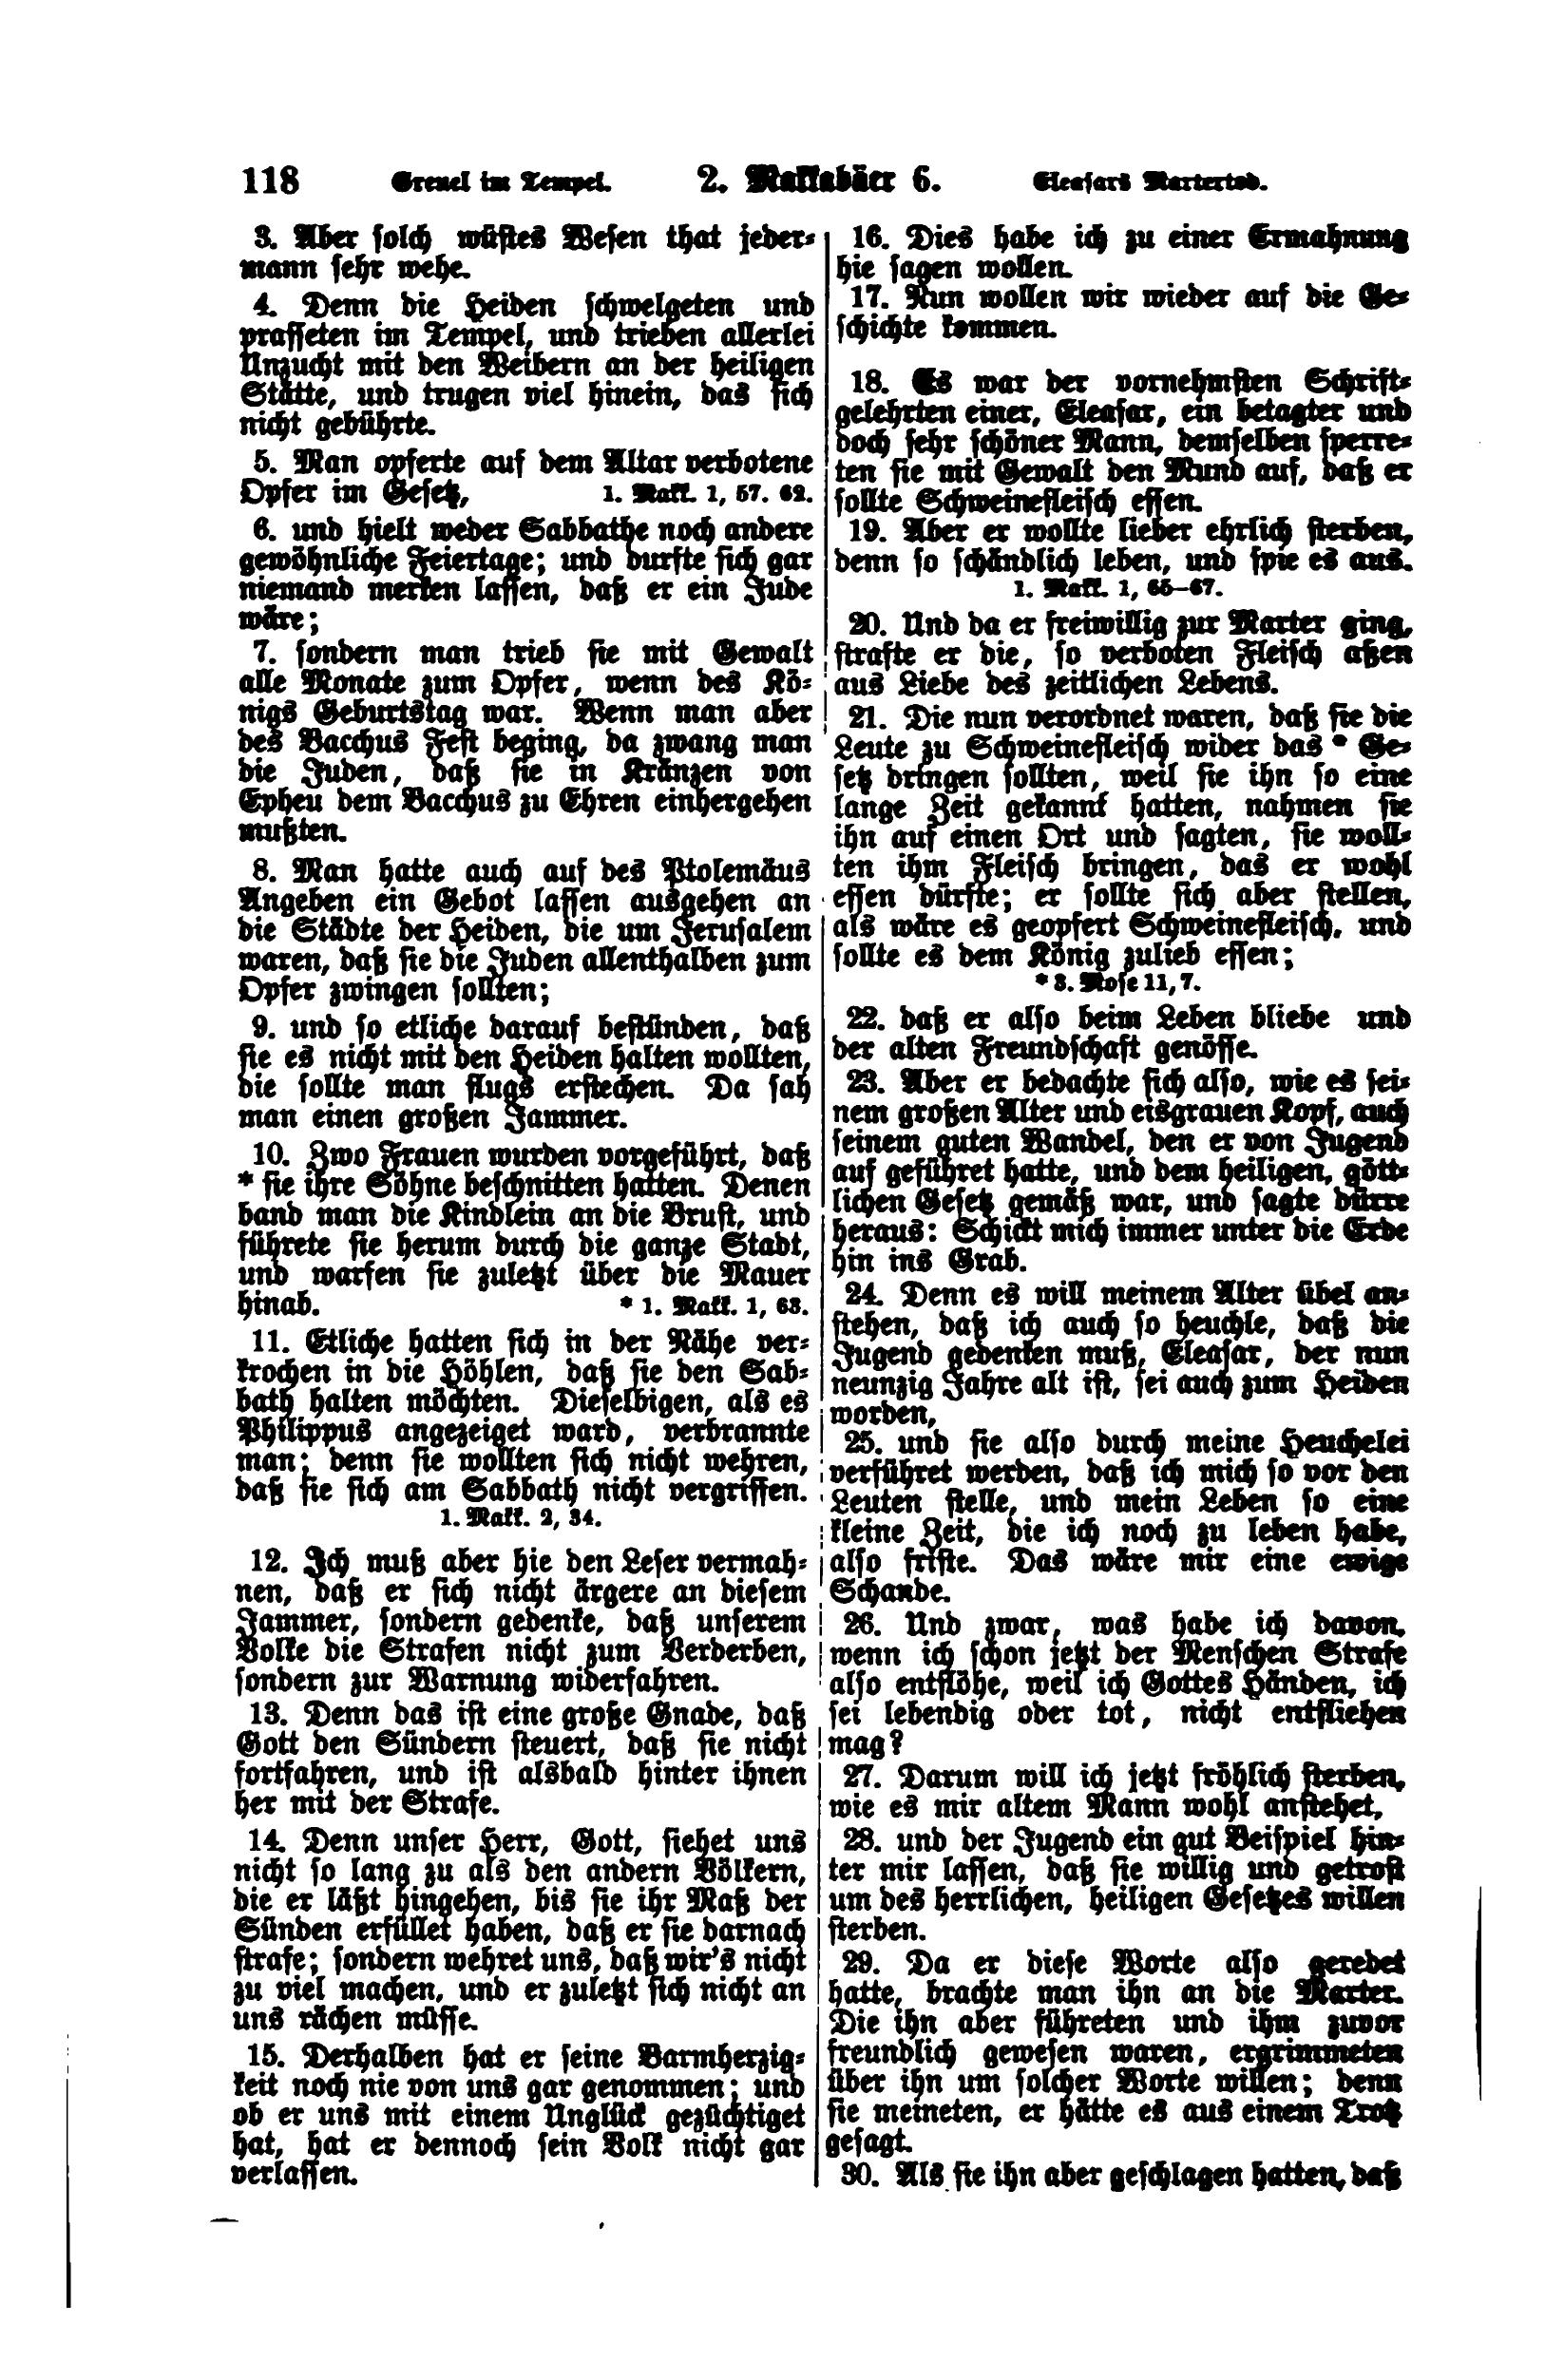 118 Greuel im Tempel. 2. Makkabäer 6. Eleasars Martertod.
3. Aber solch wüstes Wesen that jeder-
mann sehr wehe.
4. Denn die Heiden schwelgeten und
prasseten im Tempel, und trieben allerlei
Unzucht mit den Weibern an der heiligen
Stätte, und trugen viel hinein, das sich
nicht gebührte.
5. Man opferte auf dem Altar verbotene
Opfer im Gesetz, 1. Makk. 1, 57. 62.
6. und hielt weder Sabbathe noch andere
gewöhnliche Feiertage; und durfte sich gar
niemand merken lassen, daß er ein Jude
wäre;
7. sondern man trieb sie mit Gewalt
alle Monate zum Opfer, wenn des Kö-
nigs Geburtstag war. Wenn man aber
des Bacchus Fest beging, da zwang man
die Juden, daß sie in Kränzen von
Epheu dem Bacchus zu Ehren einhergehen
mußten.
8. Man hatte auch auf des Ptolemäus
Angeben ein Gebot lassen ausgehen an
die Städte der Heiden, die um Jerusalem
waren, daß sie die Juden allenthalben zum
Opfer zwingen sollten;
9. und so etliche darauf bestünden, daß
sie es nicht mit den Heiden halten wollten,
die sollte man flugs erstechen. Da sah
man einen großen Jammer.
10. Zwo Frauen wurden vorgeführt, daß
* sie ihre Söhne beschnitten hatten. Denen
band man die Kindlein an die Brust, und
führete sie herum durch die ganze Stadt,
und warfen sie zuletzt über die Mauer
hinab. * 1. Makk. 1, 63.
11. Etliche hatten sich in der Nähe ver-
krochen in die Höhlen, daß sie den Sab-
bath halten möchten. Dieselbigen, als es
Philippus angezeiget ward, verbrannte
man; denn sie wollten sich nicht wehren,
daß sie sich am Sabbath nicht vergriffen.
1. Makk. 2, 34.
12. Ich muß aber hie den Leser vermah-
nen, daß er sich nicht ärgere an diesem
Jammer, sondern gedenke, daß unserem
Volke die Strafen nicht zum Verderben,
sondern zur Warnung widerfahren.
13. Denn das ist eine große Gnade, daß
Gott den Sündern steuert, daß sie nicht
fortfahren, und ist alsbald hinter ihnen
her mit der Strafe.
14. Denn unser Herr, Gott, siehet uns
nicht so lang zu als den andern Völkern,
die er läßt hingehen, bis sie ihr Maß der
Sünden erfüllet haben, daß er sie darnach
strafe; sondern wehret uns, daß wir's nicht
zu viel machen, und er zuletzt sich nicht an
uns rächen müsse.
15. Derhalben hat er seine Barmherzig-
keit noch nie von uns gar genommen; und
ob er uns mit einem Unglück gezüchtiget
hat, hat er dennoch sein Volk nicht gar
verlassen.
16. Dies habe ich zu einer Ermahnung
hie sagen wollen.
17. Nun wollen wir wieder auf die Ge-
schichte kommen.
18. Es war der vornehmsten Schrift-
gelehrten einer, Eleasar, ein betagter und
doch sehr schöner Mann, demselben sperre-
ten sie mit Gewalt den Mund auf, daß er
sollte Schweinefleisch essen.
19. Aber er wollte lieber ehrlich sterben,
denn so schändlich leben, und spie es aus.
1. Makk. 1, 65–67.
20. Und da er freiwillig zur Marter ging,
strafte er die, so verboten Fleisch aßen
aus Liebe des zeitlichen Lebens.
21. Die nun verordnet waren, daß sie die
Leute zu Schweinefleisch wider das * Ge-
setz dringen sollten, weil sie ihn so eine
lange Zeit gekannt hatten, nahmen sie
ihn auf einen Ort und sagten, sie woll-
ten ihm Fleisch bringen, das er wohl
essen dürfte; er sollte sich aber stellen,
als wäre es geopfert Schweinefleisch, und
sollte es dem König zulieb essen;
* 3. Mose 11, 7.
22. daß er also beim Leben bliebe und
der alten Freundschaft genösse.
23. Aber er bedachte sich also, wie es sei-
nem großen Alter und eisgrauen Kopf, auch
seinem guten Wandel, den er von Jugend
auf geführet hatte, und dem heiligen, gött-
lichen Gesetz gemäß war, und sagte dürre
heraus: Schickt mich immer unter die Erde
hin ins Grab.
24. Denn es will meinem Alter übel an-
stehen, daß ich auch so heuchle, daß die
Jugend gedenken muß, Eleasar, der nun
neunzig Jahre alt ist, sei auch zum Heiden
worden,
25. und sie also durch meine Heuchelei
verführet werden, daß ich mich so vor den
Leuten stelle, und mein Leben so eine
kleine Zeit, die ich noch zu leben habe,
also friste. Das wäre mir eine ewige
Schande.
26. Und zwar, was habe ich davon,
wenn ich schon jetzt der Menschen Strafe
also entflöhe, weil ich Gottes Händen, ich
sei lebendig oder tot, nicht entfliehen
mag?
27. Darum will ich jetzt fröhlich sterben,
wie es mir altem Mann wohl anstehet,
28. und der Jugend ein gut Beispiel hin-
ter mir lassen, daß sie willig und getrost
um des herrlichen, heiligen Gesetzes willen
sterben.
29. Da er diese Worte also geredet
hatte, brachte man ihn an die Marter.
Die ihn aber führeten und ihm zuvor
freundlich gewesen waren, ergrimmeten
über ihn um solcher Worte willen; denn
sie meineten, er hätte es aus einem Trotz
gesagt.
30. Als sie ihn aber geschlagen hatten, daß